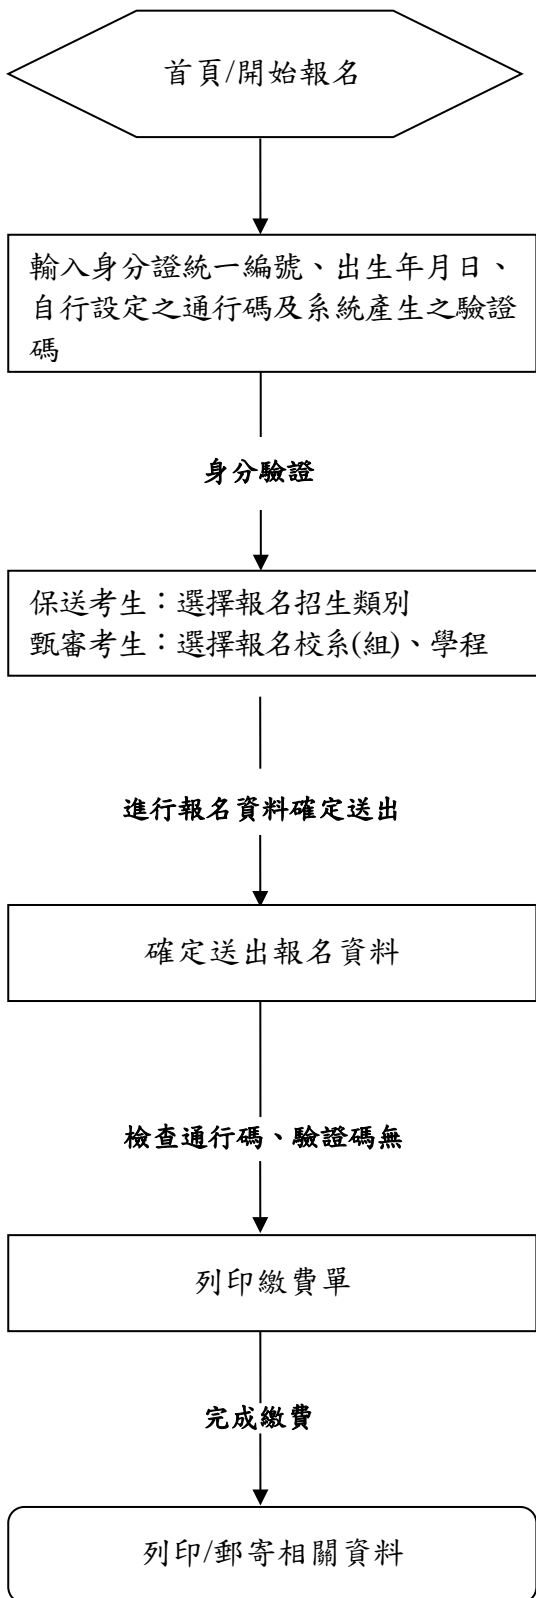 首頁/開始報名
輸入身分證統一編號、出生年月日、
自行設定之通行碼及系統產生之驗證
碼
身分驗證
保送考生：選擇報名招生類別
甄審考生：選擇報名校系(組)、學程
進行報名資料確定送出
確定送出報名資料
檢查通行碼、驗證碼無
列印繳費單
完成繳費
列印/郵寄相關資料